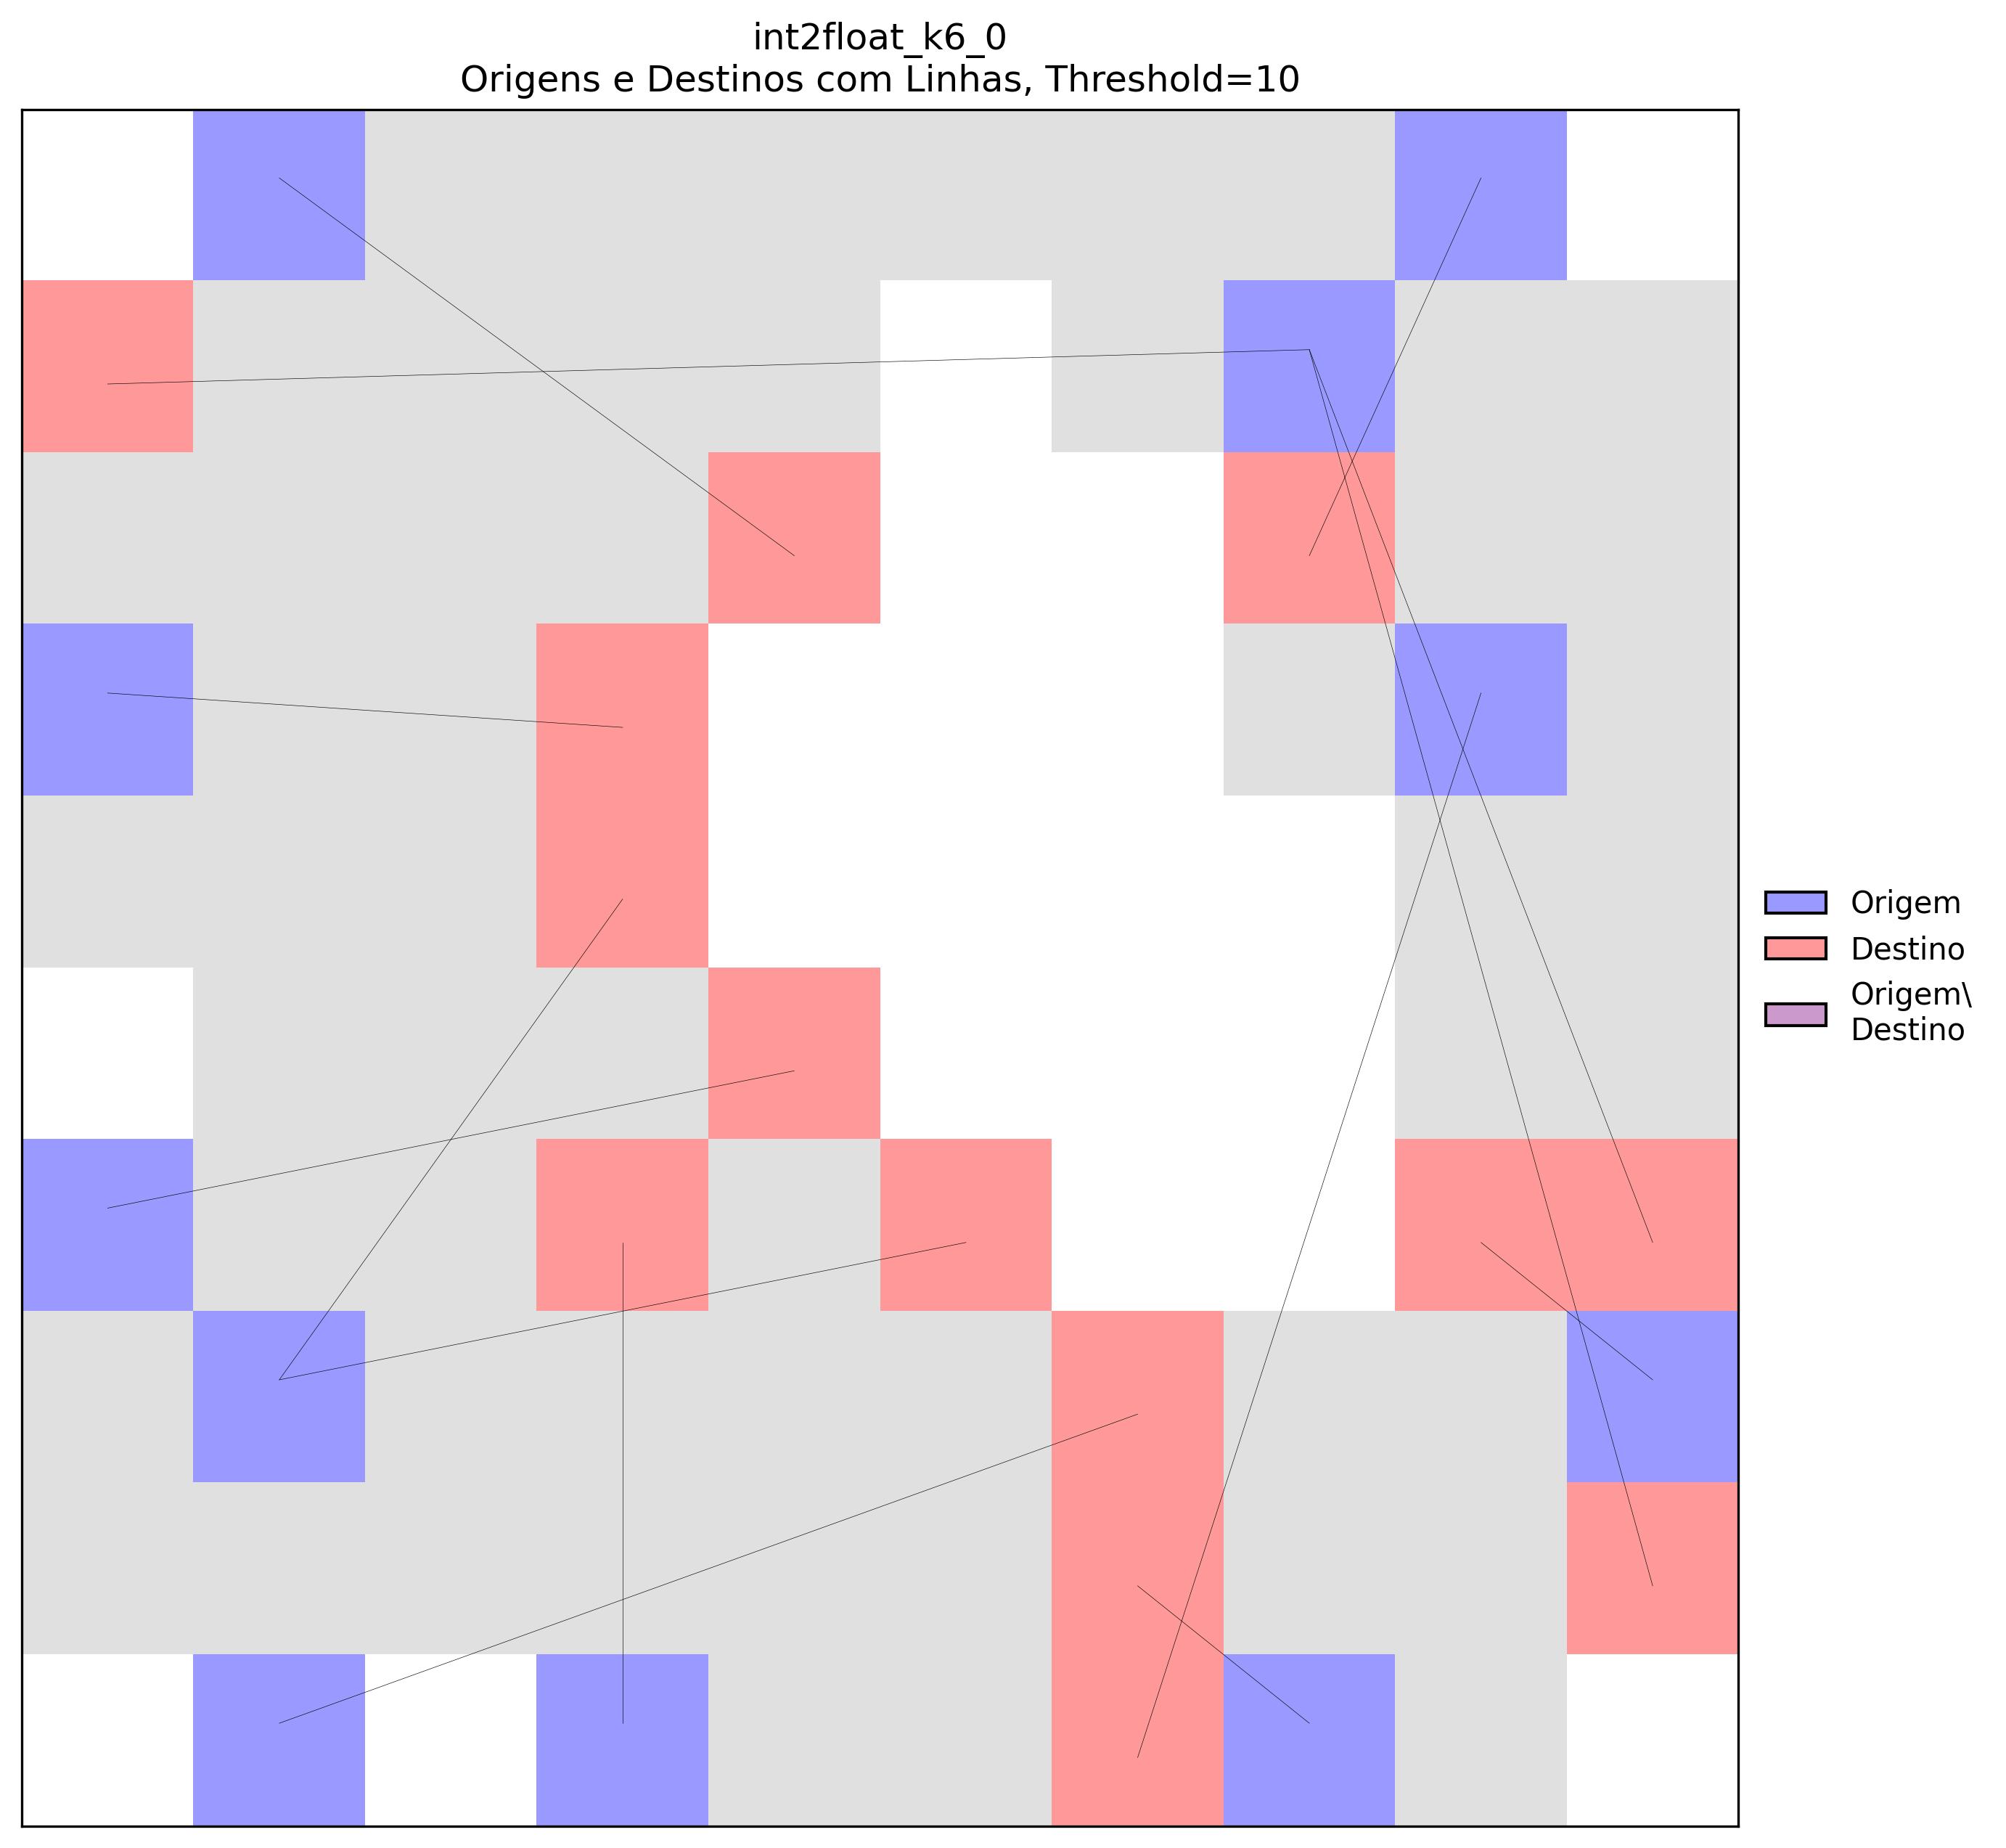 int2float_k6_0
Origens e Destinos com Linhas, Threshold=10
Origem
Destino
Origem\
Destino